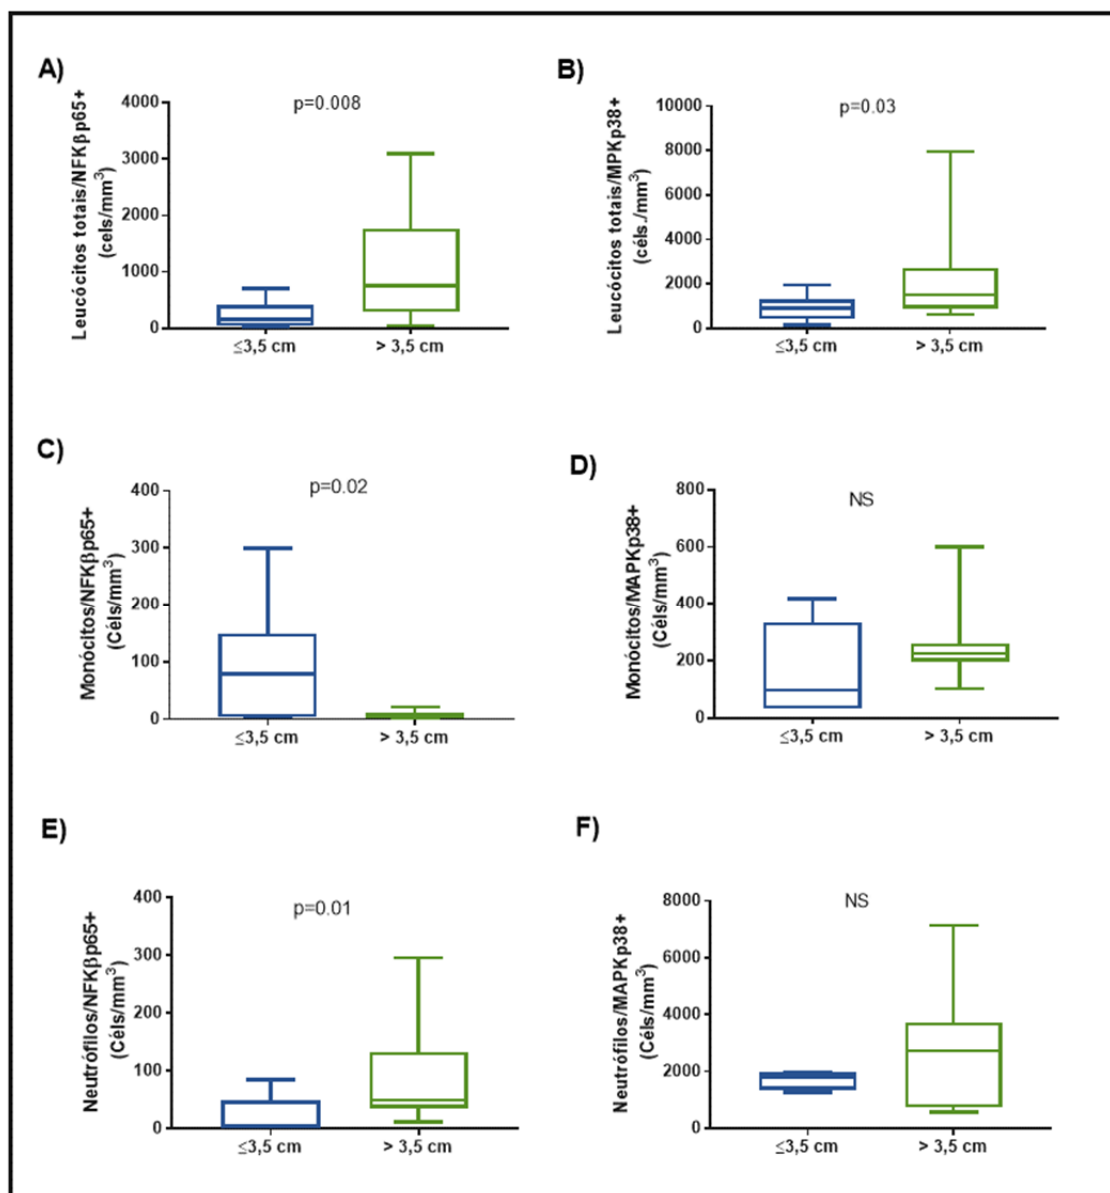 A)
Leucócitos totais/NFKβp65+
(cels/mm³)
4000
3000
2000
1000
0
p=0.008
≤3,5 cm
> 3,5 cm
B)
Leucócitos totais/MPKp38+
(céls./mm³)
10000
8000
6000
4000
2000
0
p=0.03
≤3,5 cm
> 3,5 cm
C)
Monócitos/NFKβp65+
(Céls/mm³)
400
300
200
100
0
p=0.02
≤3,5 cm
> 3,5 cm
D)
Monócitos/MAPKp38+
(Céls/mm³)
800
600
400
200
0
NS
≤3,5 cm
> 3,5 cm
E)
Neutrófilos/NFKβp65+
(Céls/mm³)
400
300
200
100
0
p=0.01
≤3,5 cm
> 3,5 cm
F)
Neutrófilos/MAPKp38+
(Céls/mm³)
8000
6000
4000
2000
0
NS
≤3,5 cm
> 3,5 cm